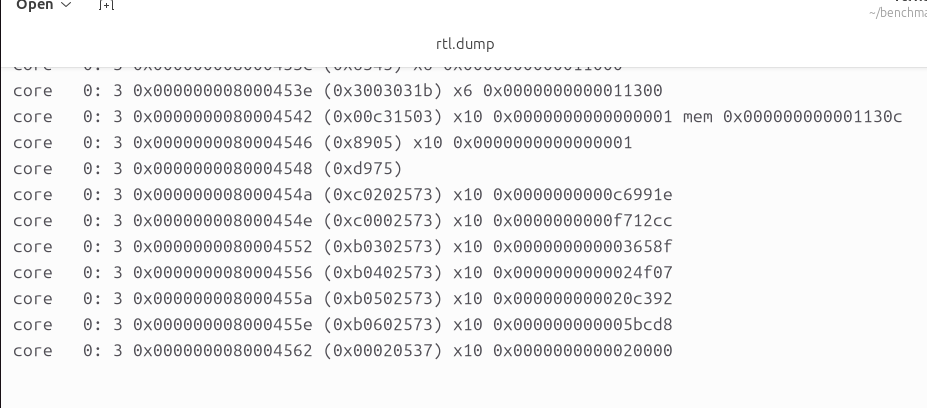 Open
~/benchma
rtl.dump
core 0: 3
core 0: 3 0x000000008000453e (0x3003031b) x6 0x0000000000011300
core 0: 3 0x0000000080004542 (0x00c31503) x10 0x0000000000000001 mem 0x000000000001130c
core 0: 3 0x0000000080004546 (0x8905) x10 0x0000000000000001
core 0: 3 0x0000000080004548 (0xd975)
core 0: 3 0x000000008000454a (0xc0202573) x10 0x0000000000c6991e
core 0: 3 0x000000008000454e (0xc0002573) x10 0x0000000000f712cc
core 0: 3 0x0000000080004552 (0xb0302573) x10 0x000000000003658f
core 0: 3 0x0000000080004556 (0xb0402573) x10 0x0000000000024f07
core 0: 3 0x000000008000455a (0xb0502573) x10 0x000000000020c392
core 0: 3 0x000000008000455e (0xb0602573) x10 0x000000000005bcd8
core 0: 3 0x0000000080004562 (0x00020537) x10 0x0000000000020000